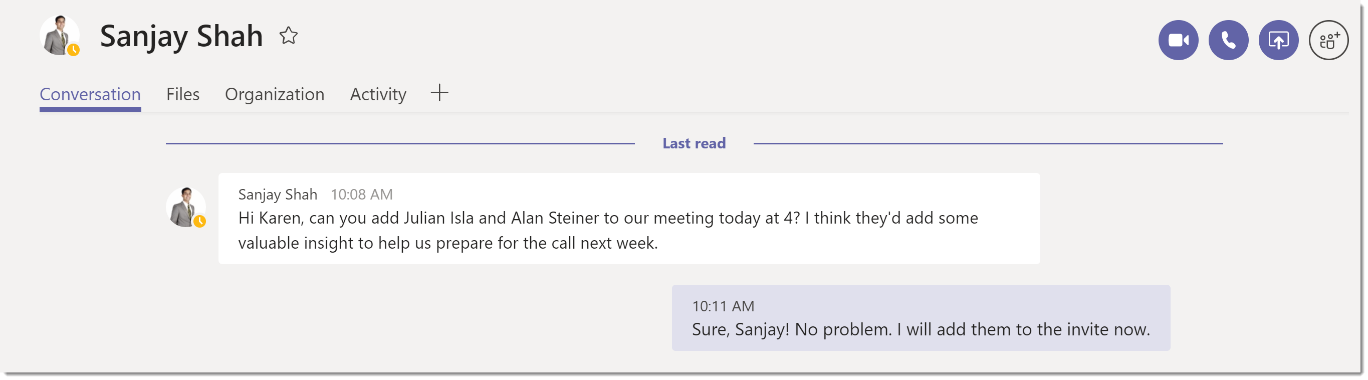 Sanjay Shah
Conversation Files Organization Activity
Last read
Sanjay Shah 10:08 AM
Hi Karen, can you add Julian Isla and Alan Steiner to our meeting today at 4? I think they'd add some
valuable insight to help us prepare for the call next week.
10:11 AM
Sure, Sanjay! No problem. I will add them to the invite now.